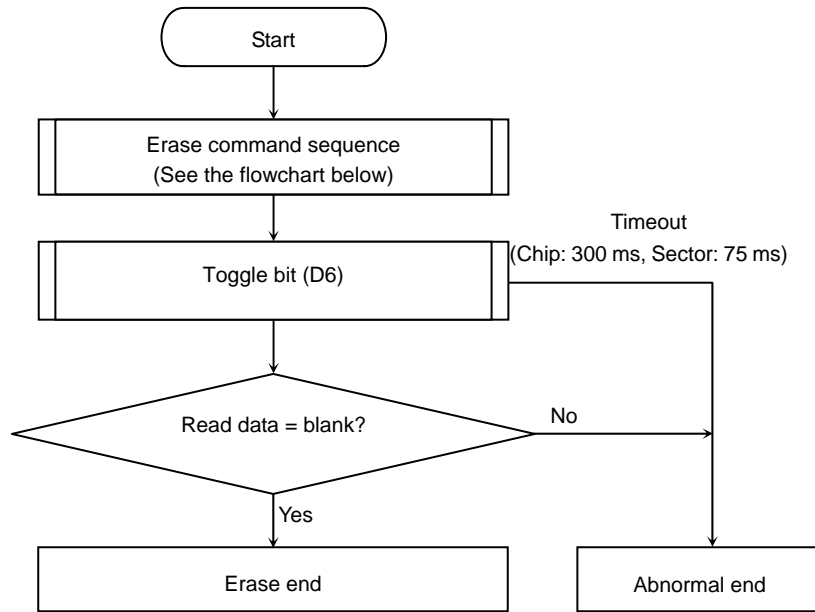 Start
Erase command sequence
(See the flowchart below)
Timeout
(Chip: 300 ms, Sector: 75 ms)
Toggle bit (D6)
Read data = blank?
No
Yes
Erase end
Abnormal end